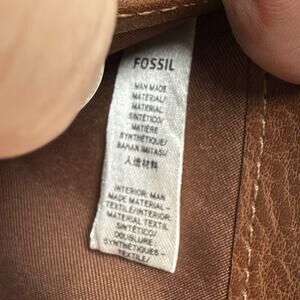 FOSSIL
MAN MADE
MATERIAL/
MATERIAL
SINTÉTICO/
MATIÈRE
SYNTHÉTIQUE/
BAHAN IMITASI/
人造材料
INTERIOR: MAN
MADE MATERIAL -
TEXTILE/INTERIOR:
MATERIAL TEXTIL
SINTÉTICO/
DOUBLURE:
SYNTHÉTIQUES -
TEXTILE/